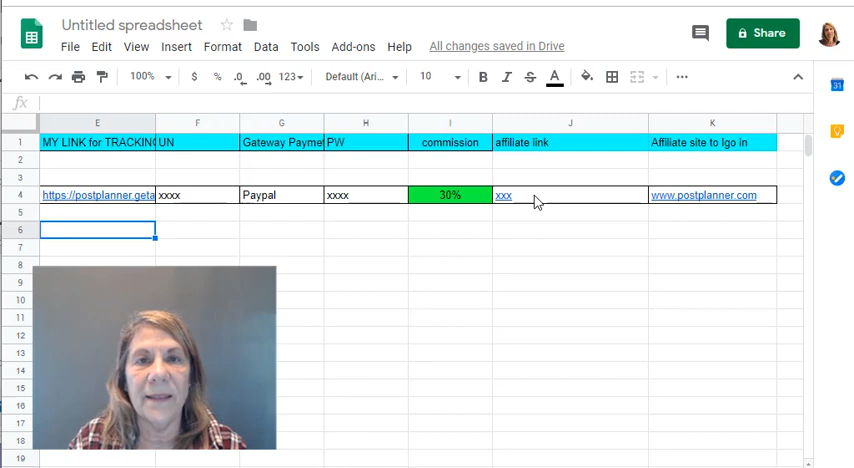 Untitled spreadsheet
File Edit View Insert Format Data Tools Add-ons Help All changes saved in Drive
Share
100% $ % .0 .00 123 Default (Ari... 10 B I S A
31
fx
E F G H I J K
1 MY LINK for TRACKING UN Gateway Payme PW commission affiliate link Affiliate site to lgo in
2
3
4 https://postplanner.geta xxxx Paypal xxxx 30% xxx www.postplanner.com
5
6
7
8
9
10
11
12
13
14
15
16
17
18
19